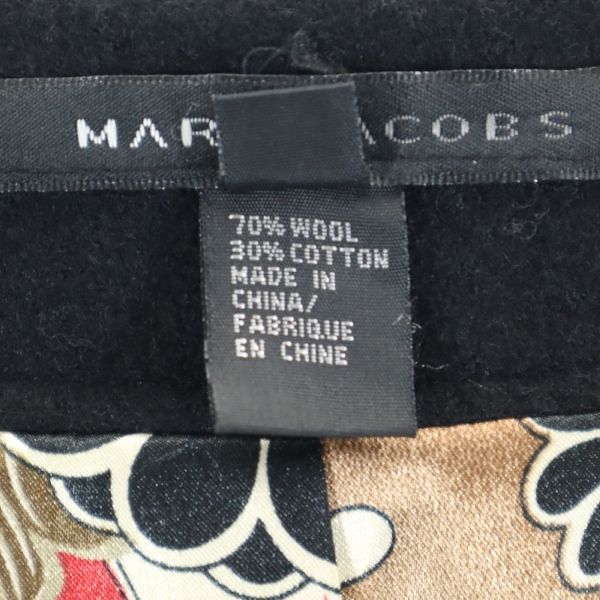 MAR ACOBS
70% WOOL
30% COTTON
MADE IN
CHINA/
FABRIQUE
EN CHINE